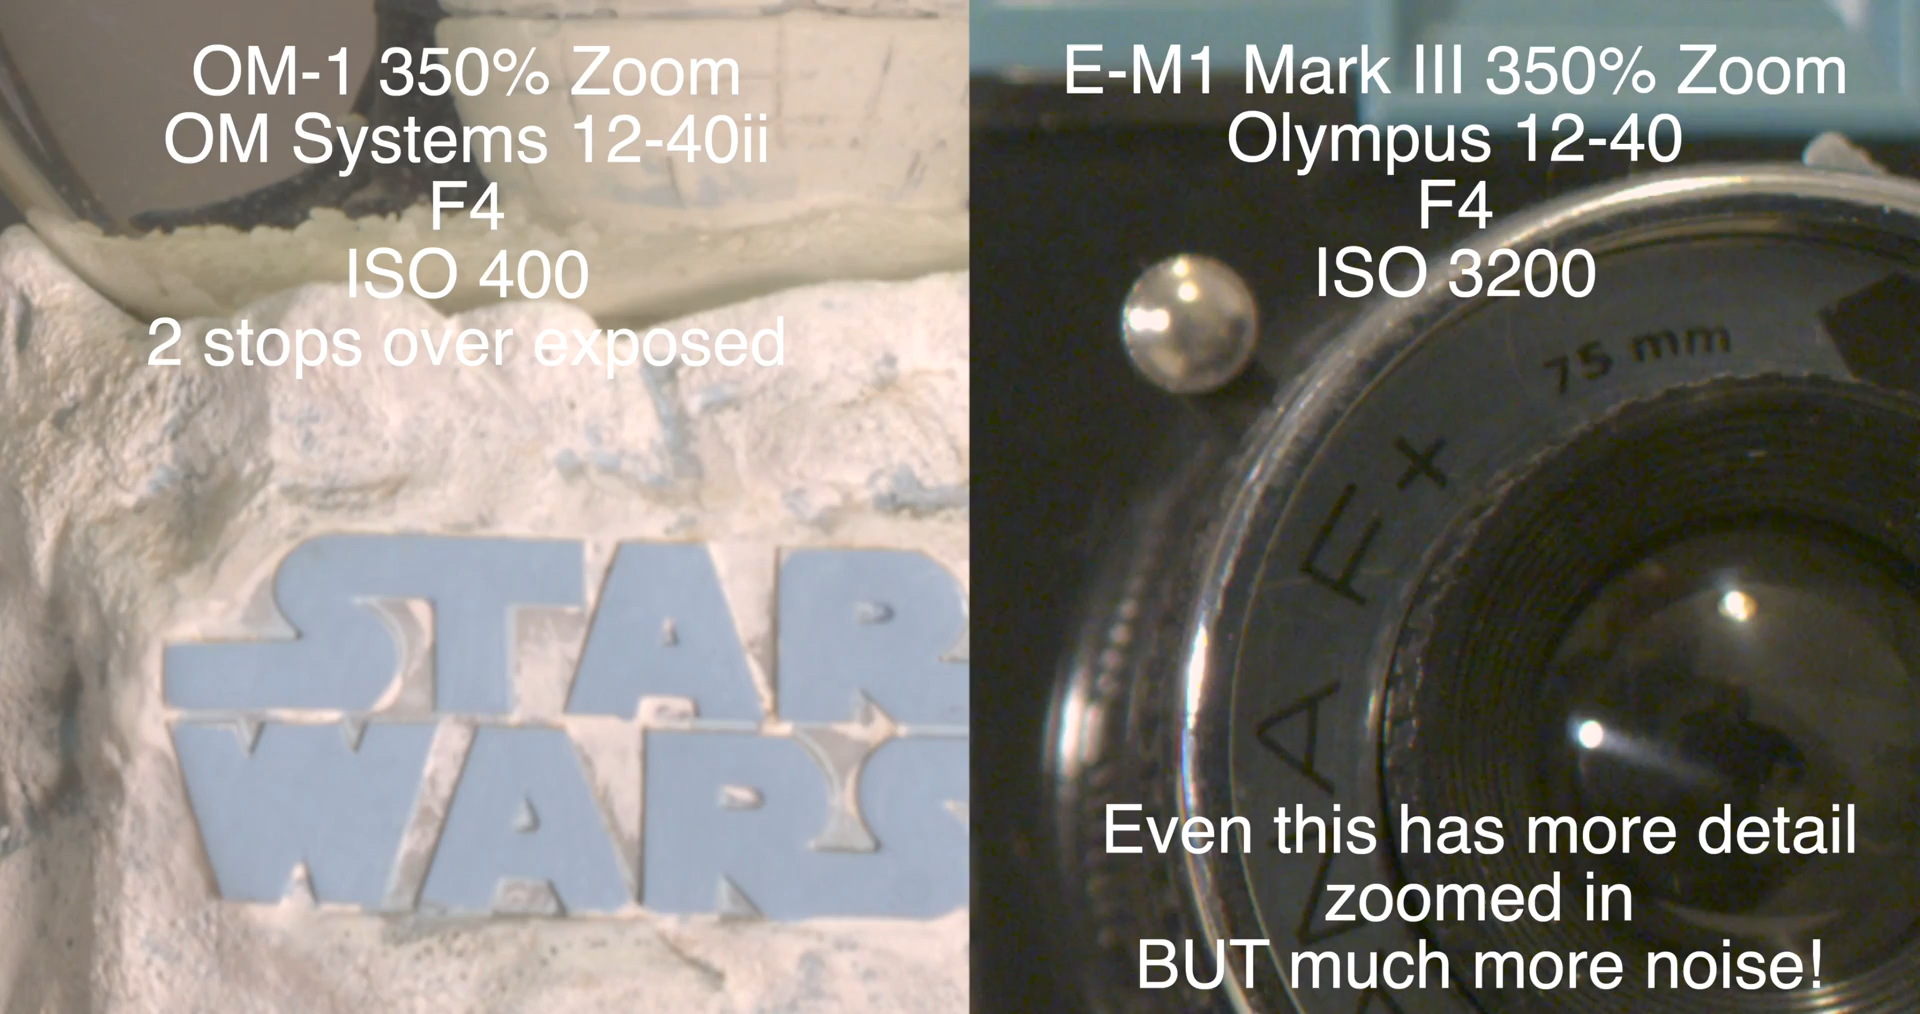 OM-1 350% Zoom
OM Systems 12-40ii
F4
ISO 400
2 stops over exposed
STAR
WARS
E-M1 Mark III 350% Zoom
Olympus 12-40
F4
ISO 3200
75 mm
Even this has more detail
zoomed in
BUT much more noise!